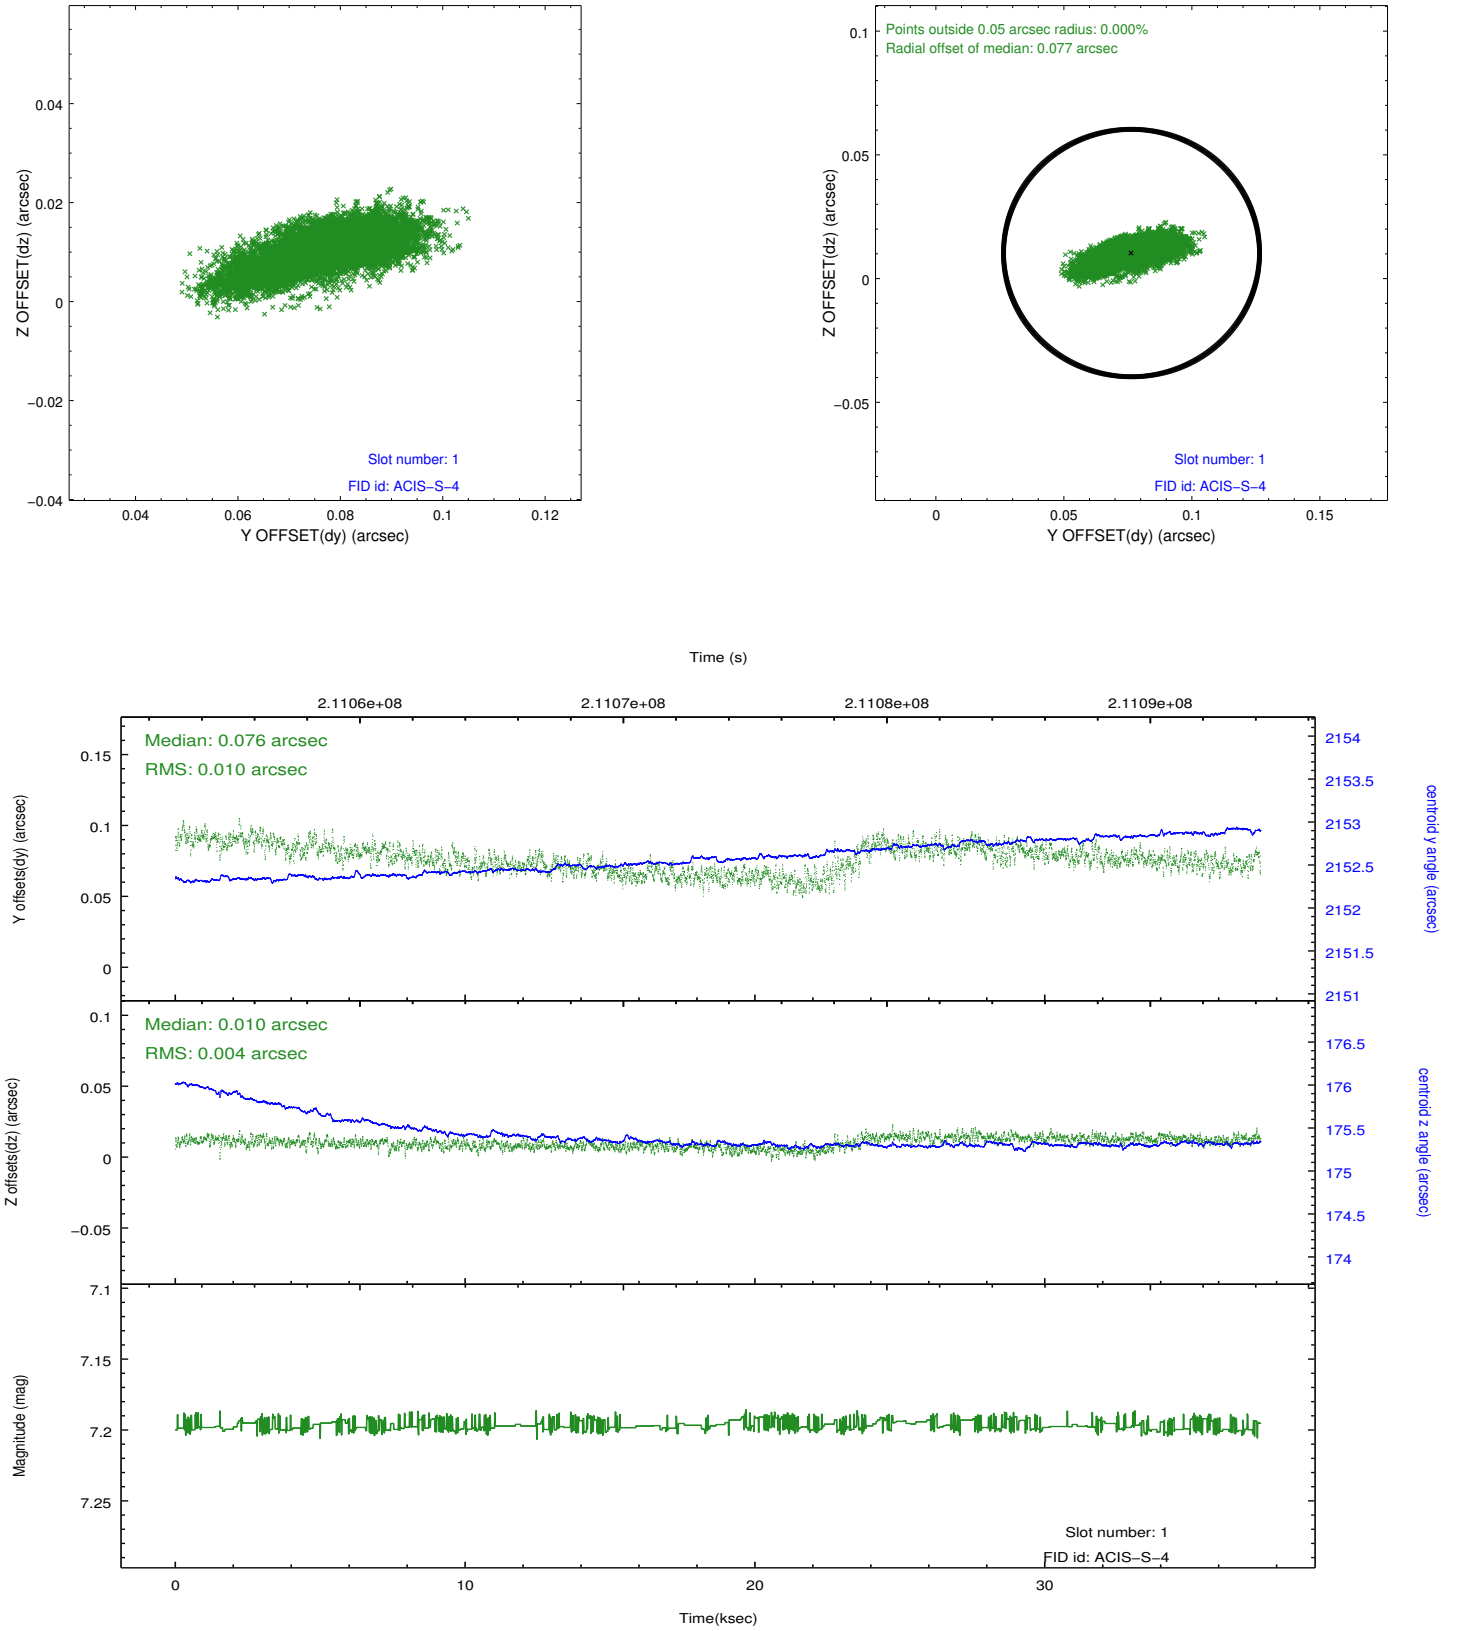 0.04
0.02
0
−0.02
−0.04
Z OFFSET(dz) (arcsec)
Slot number: 1
FID id: ACIS−S−4
0.04 0.06 0.08 0.1 0.12
Y OFFSET(dy) (arcsec)
Points outside 0.05 arcsec radius: 0.000%
Radial offset of median: 0.077 arcsec
0.1
0.05
0
−0.05
Z OFFSET(dz) (arcsec)
Slot number: 1
FID id: ACIS−S−4
0 0.05 0.1 0.15
Y OFFSET(dy) (arcsec)
Time (s)
2.1106e+08 2.1107e+08 2.1108e+08 2.1109e+08
Median: 0.076 arcsec
RMS: 0.010 arcsec
0.15
0.1
0.05
0
Y offsets(dy) (arcsec)
2154
2153.5
2153
2152.5
2152
2151.5
2151
centroid y angle (arcsec)
Median: 0.010 arcsec
RMS: 0.004 arcsec
0.1
0.05
0
−0.05
Z offsets(dz) (arcsec)
176.5
176
175.5
175
174.5
174
centroid z angle (arcsec)
7.1
7.15
7.2
7.25
Magnitude (mag)
Slot number: 1
FID id: ACIS−S−4
0 10 20 30
Time(ksec)